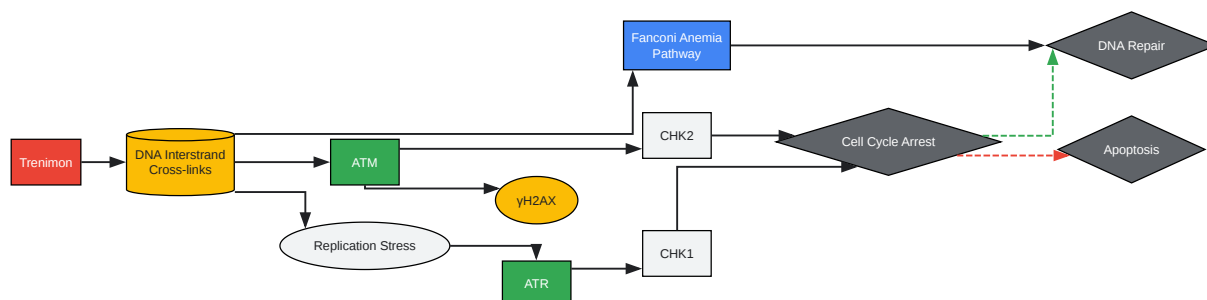 Fanconi Anemia
Pathway
DNA Repair
Trenimon
DNA Interstrand
Cross-links
ATM
CHK2
Cell Cycle Arrest
Apoptosis
γH2AX
Replication Stress
CHK1
ATR